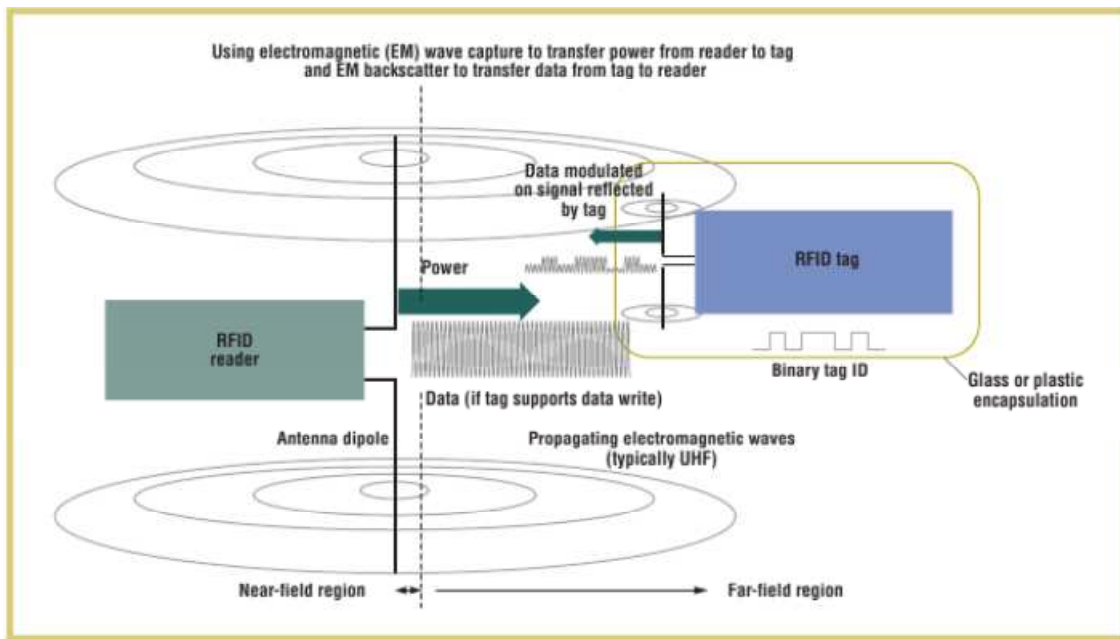 Using electromagnetic (EM) wave capture to transfer power from reader to tag
and EM backscatter to transfer data from tag to reader
Data modulated
on signal reflected
by tag
Power
RFID tag
RFID
reader
Binary tag ID
Glass or plastic
encapsulation
Data (if tag supports data write)
Antenna dipole
Propagating electromagnetic waves
(typically UHF)
Near-field region
Far-field region